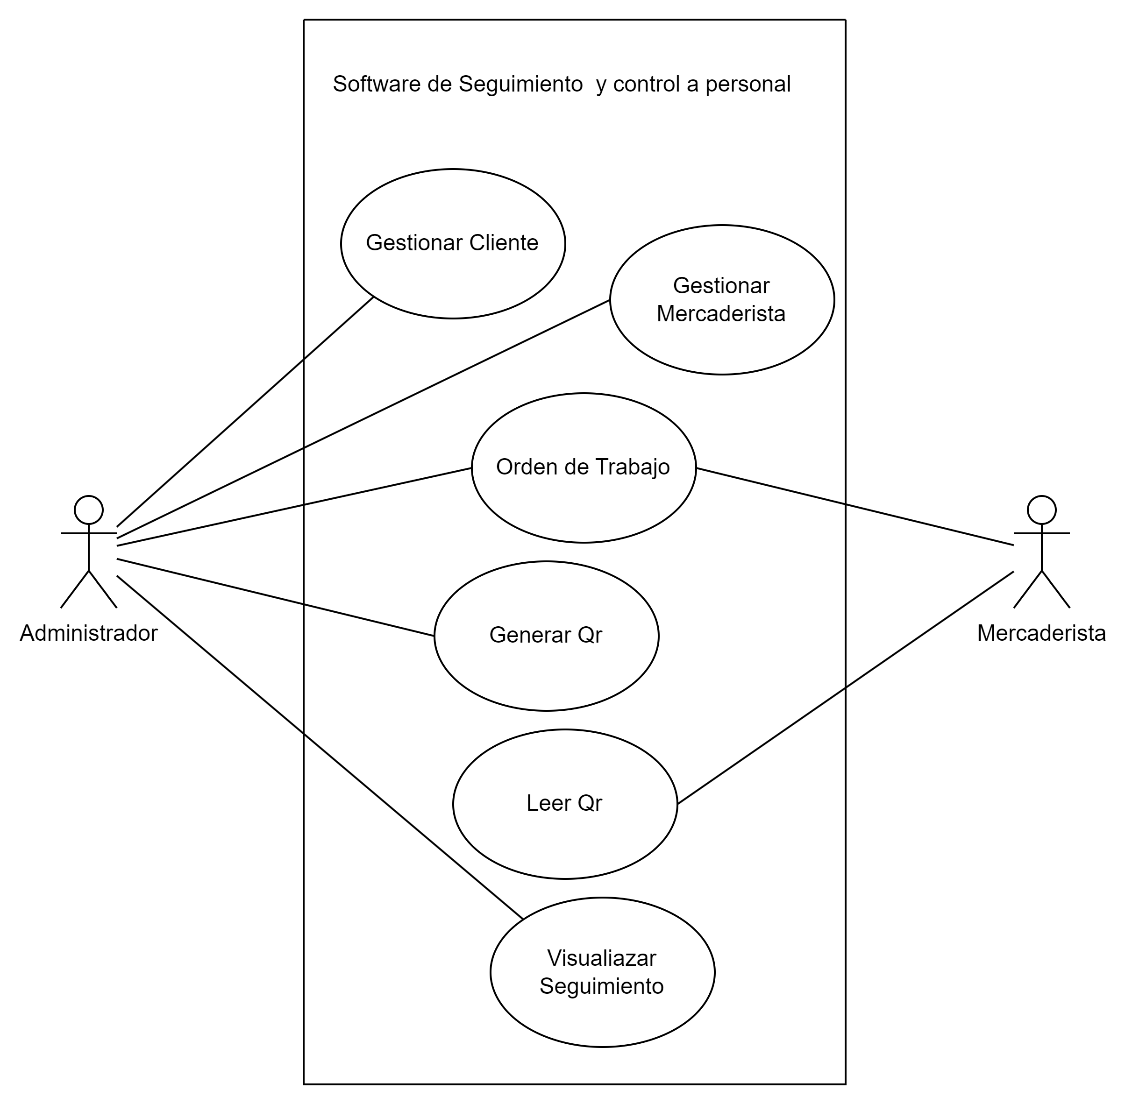 Software de Seguimiento  y control a personal
Gestionar Cliente
Gestionar
Mercaderista
Orden de Trabajo
Administrador
Mercaderista
Generar Qr
Leer Qr
Visualiazar
Seguimiento